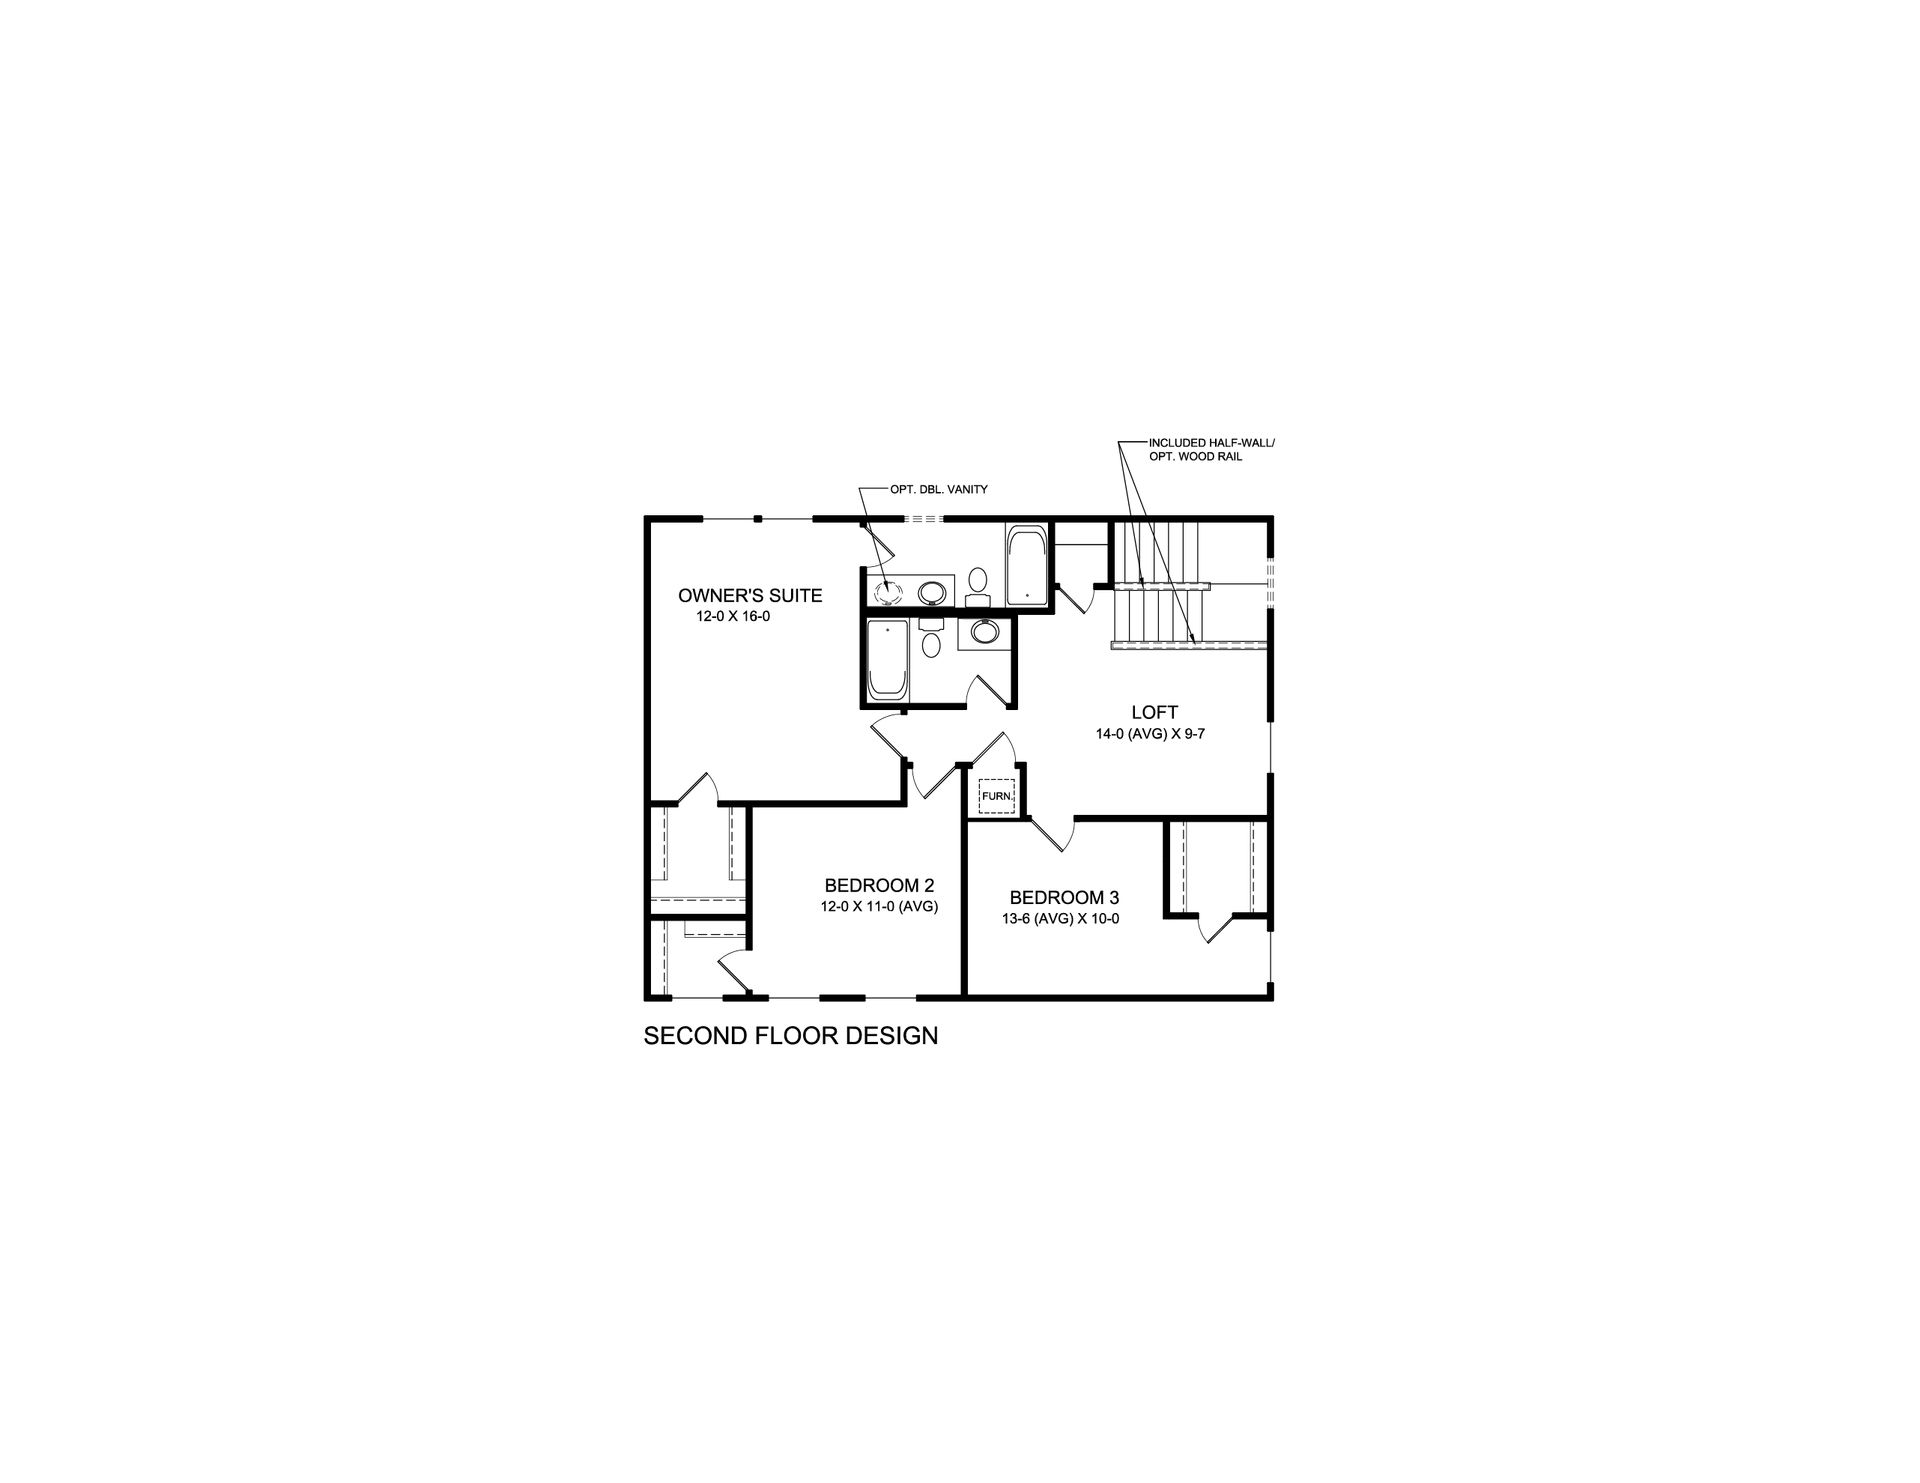 INCLUDED HALF-WALL/
OPT. WOOD RAIL
OPT. DBL. VANITY
OWNER'S SUITE
12-0 X 16-0
LOFT
14-0 (AVG) X 9-7
FURN.
BEDROOM 2
12-0 X 11-0 (AVG)
BEDROOM 3
13-6 (AVG) X 10-0
SECOND FLOOR DESIGN